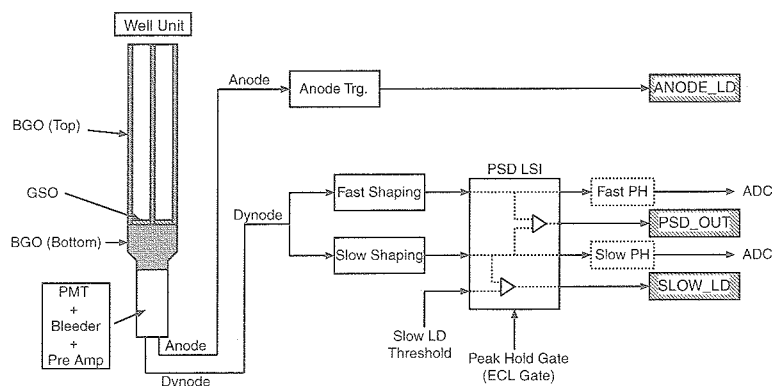 Well Unit
Anode
Anode Trg.
ANODE_LD
BGO (Top)
PSD LSI
GSO
Fast Shaping
Fast PH
ADC
Dynode
PSD_OUT
BGO (Bottom)
Slow Shaping
Slow PH
ADC
SLOW_LD
PMT
+
Bleeder
+
Pre Amp
Anode
Dynode
Slow LD
Threshold
Peak Hold Gate
(ECL Gate)